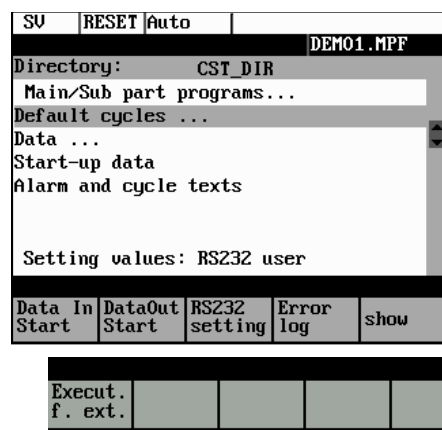 SV RESET Auto
DEMO1.MPF
Directory: CST_DIR
Main/Sub part programs...
Default cycles ...
Data ...
Start-up data
Alarm and cycle texts
Setting values: RS232 user
Data In Start DataOut Start RS232 setting Error log show
Execut. f. ext.